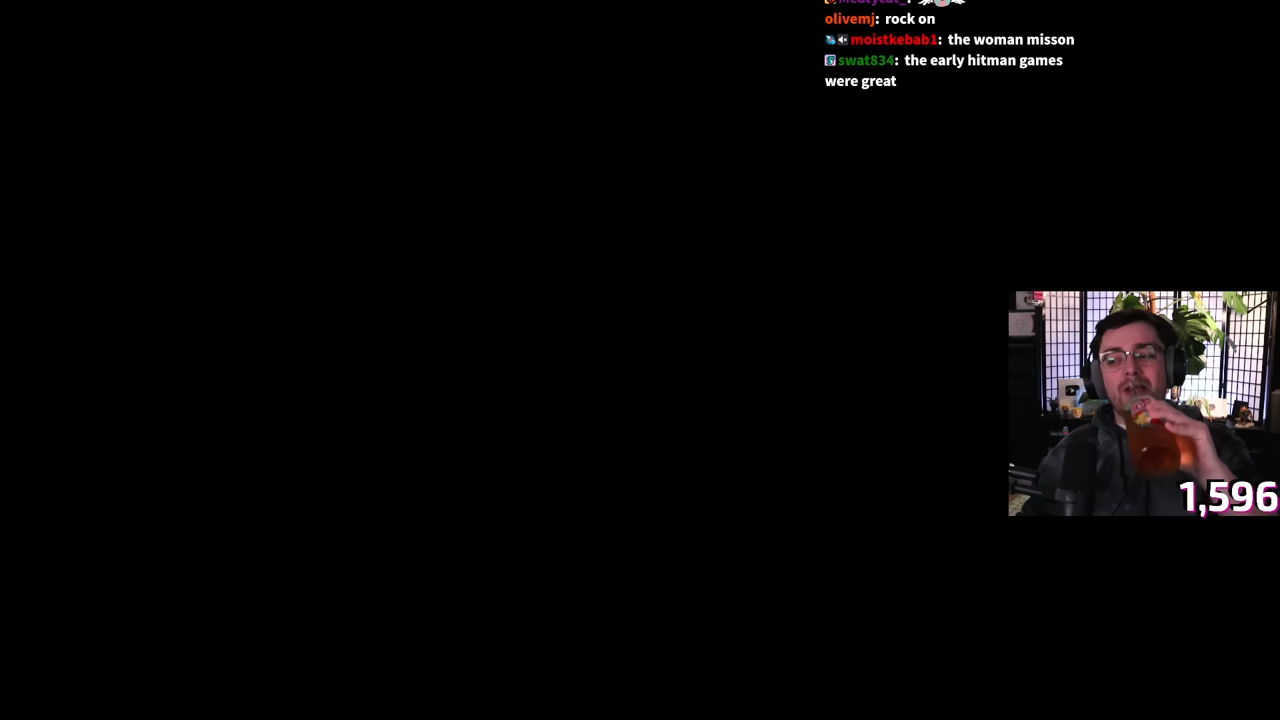 olivemj: rock on
moistkebab1: the woman misson
swat834: the early hitman games
were great
1,596